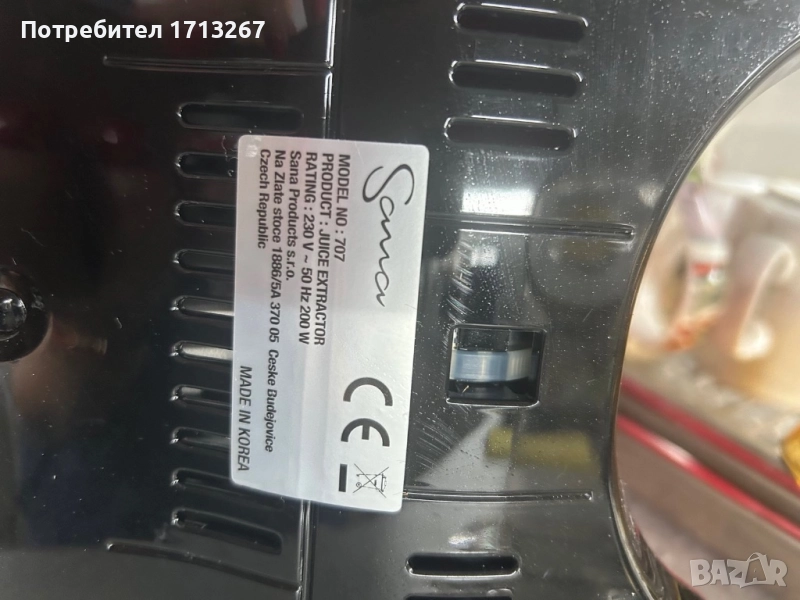 Потребител 1713267
Sana
MODEL NO : 707
PRODUCT : JUICE EXTRACTOR
RATING : 230 V ~ 50 Hz 200 W
Sana Products s.r.o.
Na Zlate stoce 1886/5A 370 05 Ceske Budejovice
Czech Republic
MADE IN KOREA
CE
BAZAR